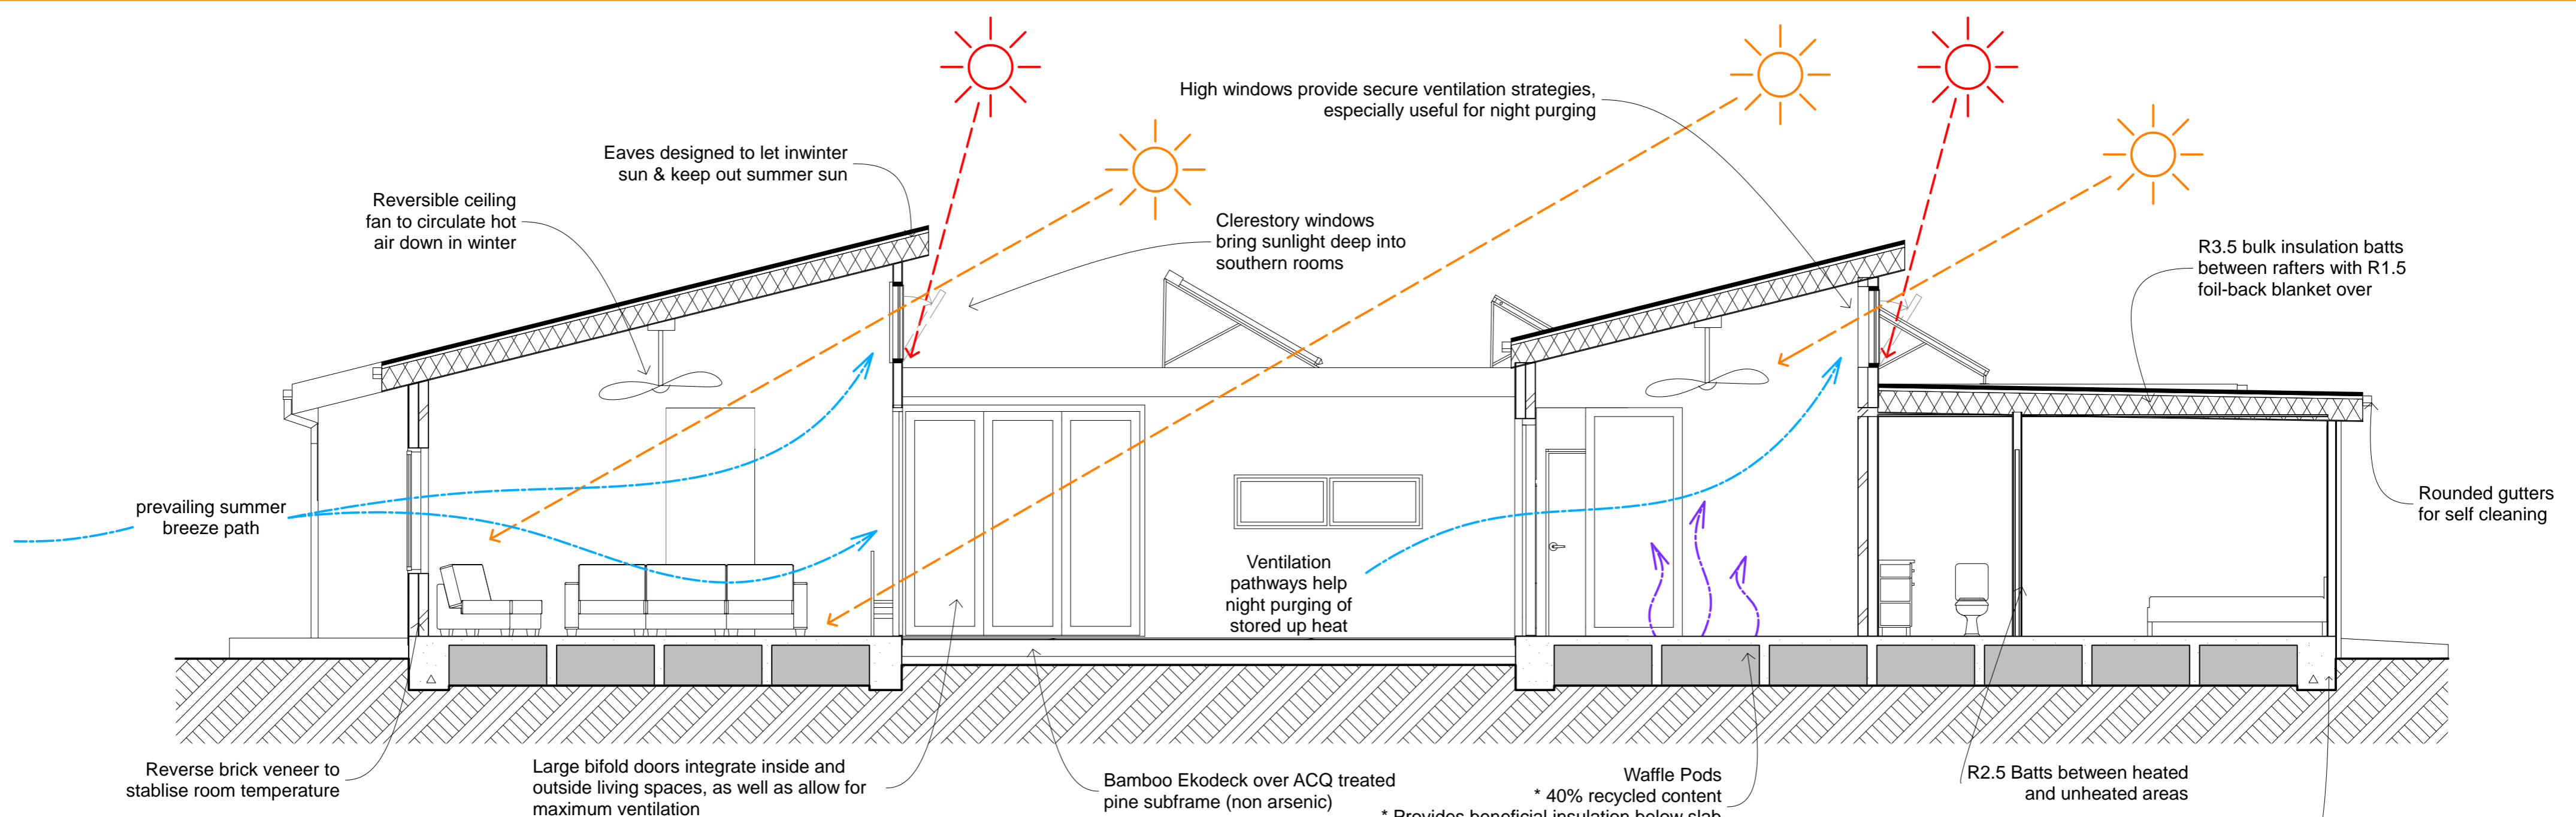 High windows provide secure ventilation strategies,
especially useful for night purging
Eaves designed to let inwinter
sun & keep out summer sun
Reversible ceiling
fan to circulate hot
air down in winter
Clerestory windows
bring sunlight deep into
southern rooms
R3.5 bulk insulation batts
between rafters with R1.5
foil-back blanket over
prevailing summer
breeze path
Rounded gutters
for self cleaning
Ventilation
pathways help
night purging of
stored up heat
Reverse brick veneer to
stablise room temperature
Large bifold doors integrate inside and
outside living spaces, as well as allow for
maximum ventilation
Bamboo Ekodeck over ACQ treated
pine subframe (non arsenic)
Waffle Pods
* 40% recycled content
* Provides beneficial insulation below slab
R2.5 Batts between heated
and unheated areas